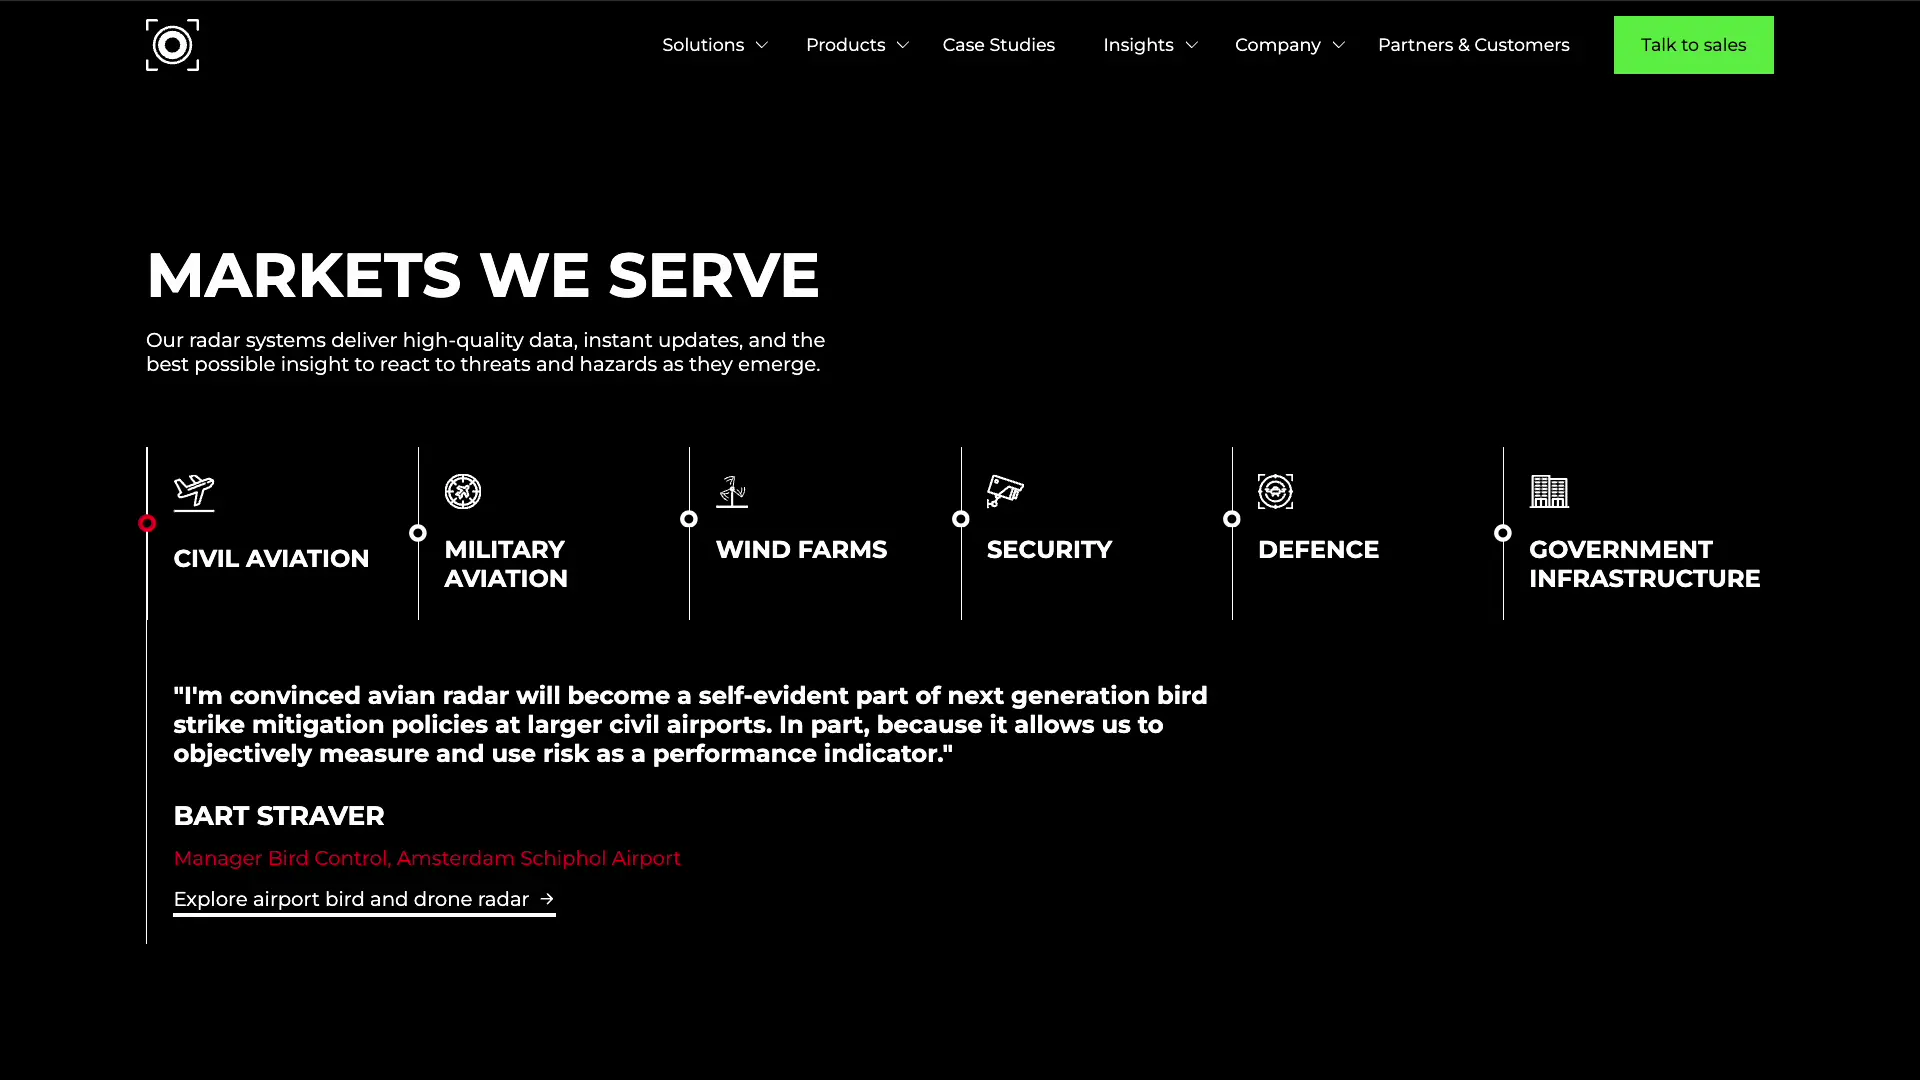 Solutions
Products
Case Studies
Insights
Company
Partners & Customers
Talk to sales
MARKETS WE SERVE
Our radar systems deliver high-quality data, instant updates, and the
best possible insight to react to threats and hazards as they emerge.
CIVIL AVIATION
MILITARY
AVIATION
WIND FARMS
SECURITY
DEFENCE
GOVERNMENT
INFRASTRUCTURE
"I'm convinced avian radar will become a self-evident part of next generation bird
strike mitigation policies at larger civil airports. In part, because it allows us to
objectively measure and use risk as a performance indicator."
BART STRAVER
Manager Bird Control, Amsterdam Schiphol Airport
Explore airport bird and drone radar →